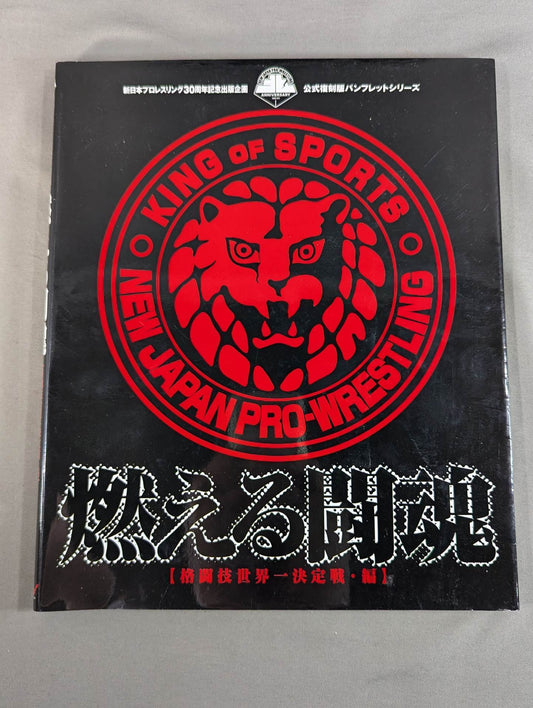 新日本プロレスリング30周年記念出版企画
ANNIVERSARY
公式復刻版パンフレットシリーズ
KING OF SPORTS
NEW JAPAN PRO-WRESTLING
燃える闘魂
【格闘技世界一決定戦・編】